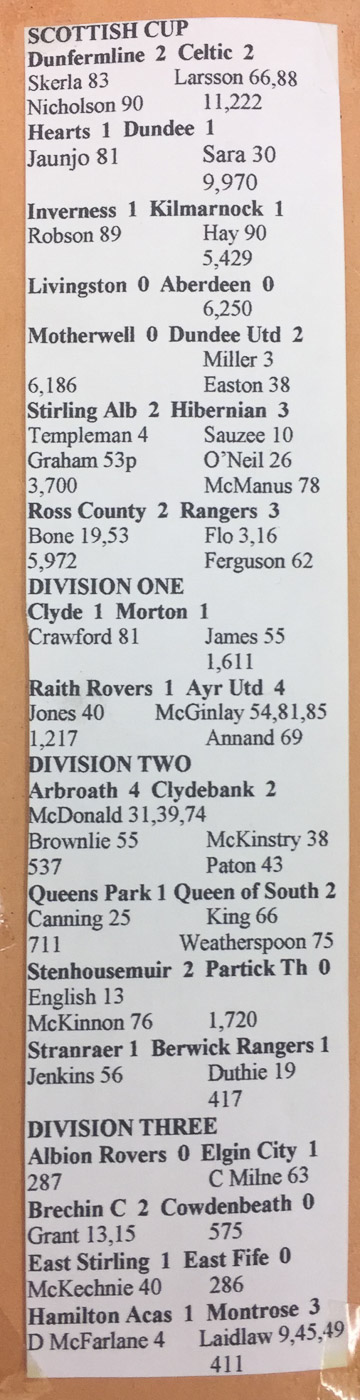 SCOTTISH CUP
Dunfermline 2 Celtic 2
Skerla 83 Larsson 66,88
Nicholson 90 11,222
Hearts 1 Dundee 1
Jaunjo 81 Sara 30
9,970
Inverness 1 Kilmarnock 1
Robson 89 Hay 90
5,429
Livingston 0 Aberdeen 0
6,250
Motherwell 0 Dundee Utd 2
Miller 3
6,186 Easton 38
Stirling Alb 2 Hibernian 3
Templeman 4 Sauzee 10
Graham 53p O'Neil 26
3,700 McManus 78
Ross County 2 Rangers 3
Bone 19,53 Flo 3,16
5,972 Ferguson 62
DIVISION ONE
Clyde 1 Morton 1
Crawford 81 James 55
1,611
Raith Rovers 1 Ayr Utd 4
Jones 40 McGinlay 54,81,85
1,217 Annand 69
DIVISION TWO
Arbroath 4 Clydebank 2
McDonald 31,39,74
Brownlie 55 McKinstry 38
537 Paton 43
Queens Park 1 Queen of South 2
Canning 25 King 66
711 Weatherspoon 75
Stenhousemuir 2 Partick Th 0
English 13
McKinnon 76 1,720
Stranraer 1 Berwick Rangers 1
Jenkins 56 Duthie 19
417
DIVISION THREE
Albion Rovers 0 Elgin City 1
287 C Milne 63
Brechin C 2 Cowdenbeath 0
Grant 13,15 575
East Stirling 1 East Fife 0
McKechnie 40 286
Hamilton Acas 1 Montrose 3
D McFarlane 4 Laidlaw 9,45,49
411